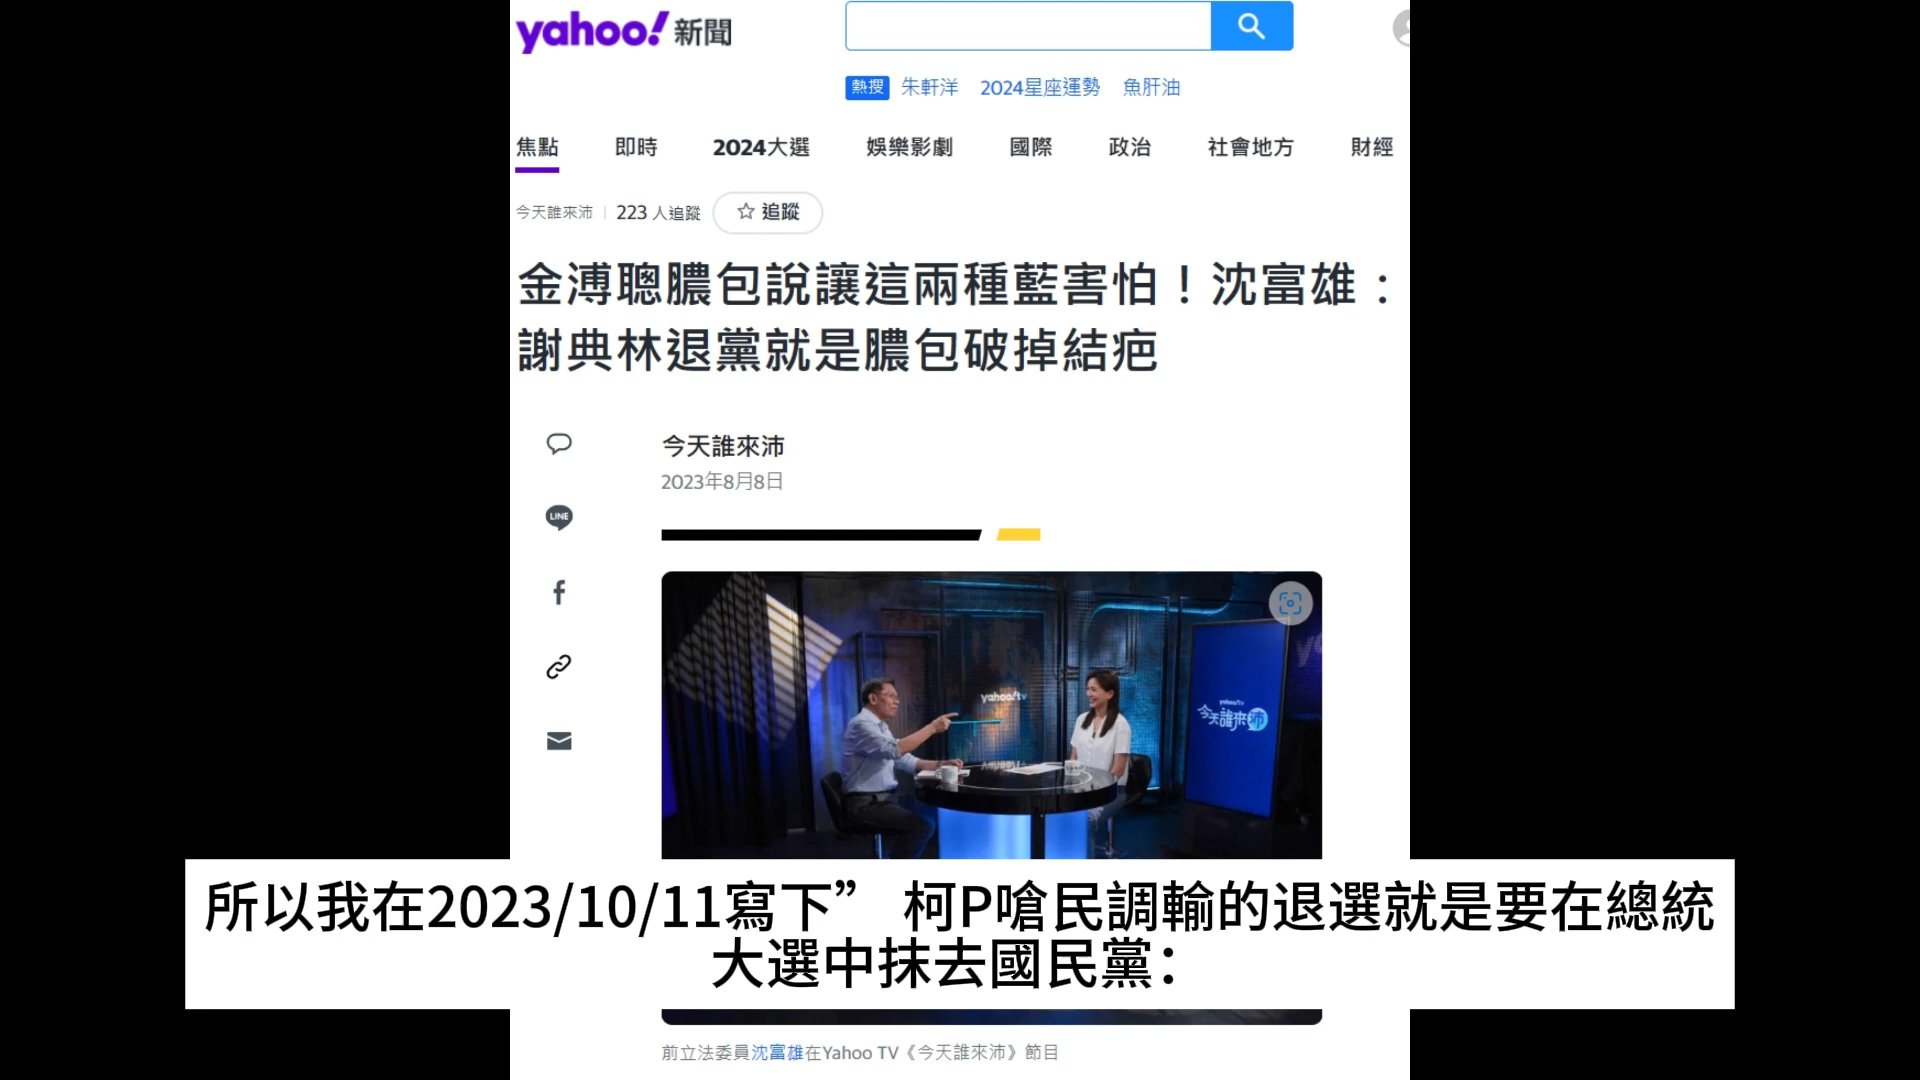 yahoo!新聞
熱搜 朱軒洋 2024星座運勢 魚肝油
焦點 即時 2024大選 娛樂影劇 國際 政治 社會地方 財經
今天誰來沛 223 人追蹤 追蹤
金溥聰膿包說讓這兩種藍害怕！沈富雄：
謝典林退黨就是膿包破掉結疤
今天誰來沛
2023年8月8日
LINE
yahoo!tv
yahoo!tv
今天誰來沛
所以我在2023/10/11寫下” 柯P嗆民調輸的退選就是要在總統
大選中抹去國民黨：
前立法委員沈富雄在Yahoo TV《今天誰來沛》節目